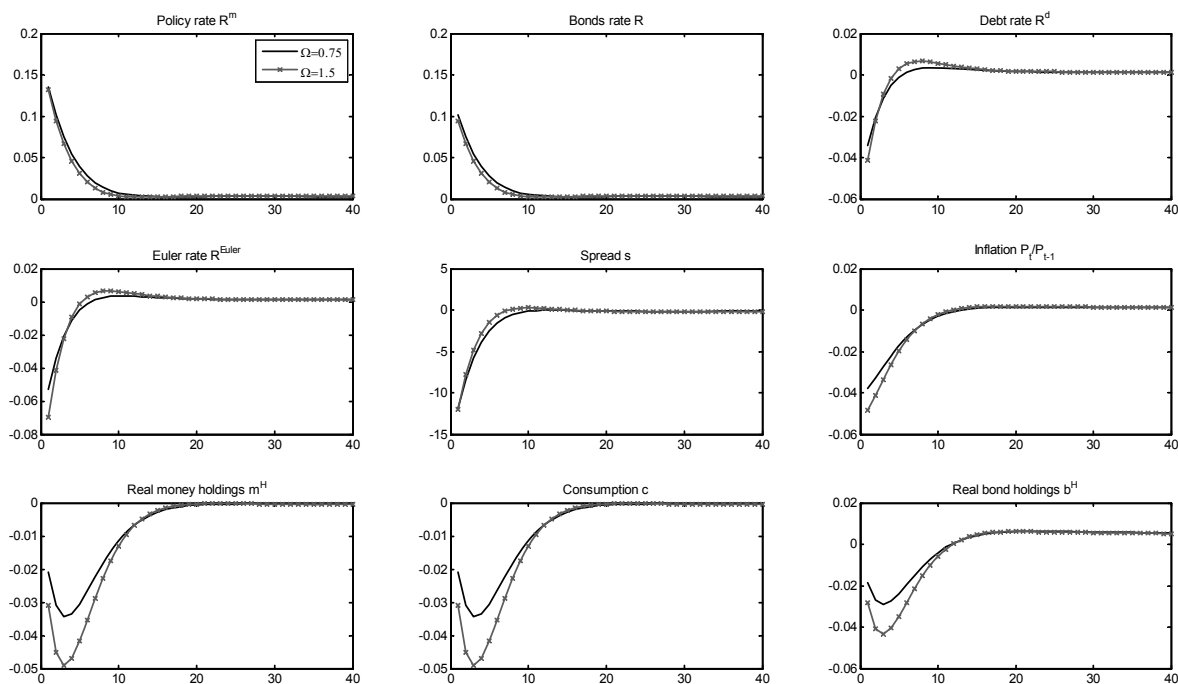 Policy rate R^m
0.2
0.15
0.1
0.05
0
0 10 20 30 40
Ω=0.75
Ω=1.5
Bonds rate R
0.2
0.15
0.1
0.05
0
0 10 20 30 40
Debt rate R^d
0.02
0
-0.02
-0.04
-0.06
0 10 20 30 40
Euler rate R^Euler
0.02
0
-0.02
-0.04
-0.06
-0.08
0 10 20 30 40
Spread s
5
0
-5
-10
-15
0 10 20 30 40
Inflation P_t/P_t-1
0.02
0
-0.02
-0.04
-0.06
0 10 20 30 40
Real money holdings m^H
0
-0.01
-0.02
-0.03
-0.04
-0.05
0 10 20 30 40
Consumption c
0
-0.01
-0.02
-0.03
-0.04
-0.05
0 10 20 30 40
Real bond holdings b^H
0.02
0
-0.02
-0.04
-0.06
0 10 20 30 40